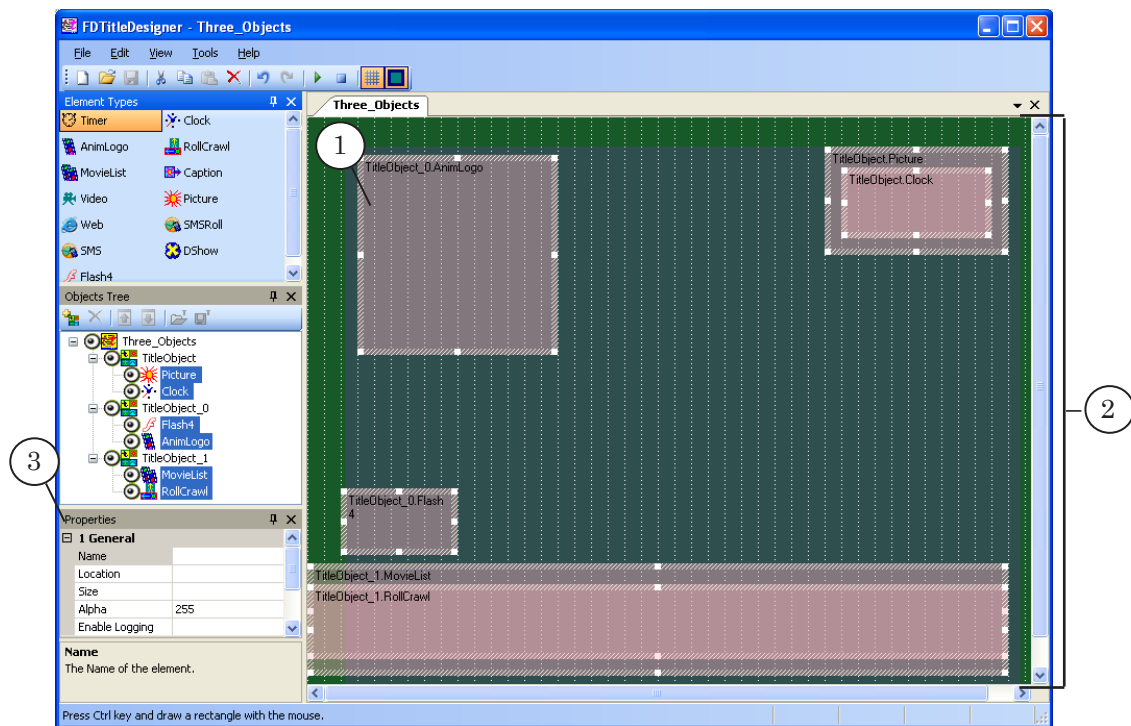 FDTitleDesigner - Three_Objects
File Edit View Tools Help
Element Types
Timer Clock
AnimLogo RollCrawl
MovieList Caption
Video Picture
Web SMSRoll
SMS DShow
Flash4
Objects Tree
Three_Objects
TitleObject
Picture
Clock
TitleObject_0
Flash4
AnimLogo
TitleObject_1
MovieList
RollCrawl
Properties
1 General
Name
Location
Size
Alpha 255
Enable Logging
Name
The Name of the element.
Three_Objects
1
TitleObject_0.AnimLogo
TitleObject.Picture
TitleObject.Clock
2
3
TitleObject_0.Flash
4
TitleObject_1.MovieList
TitleObject_1.RollCrawl
Press Ctrl key and draw a rectangle with the mouse.